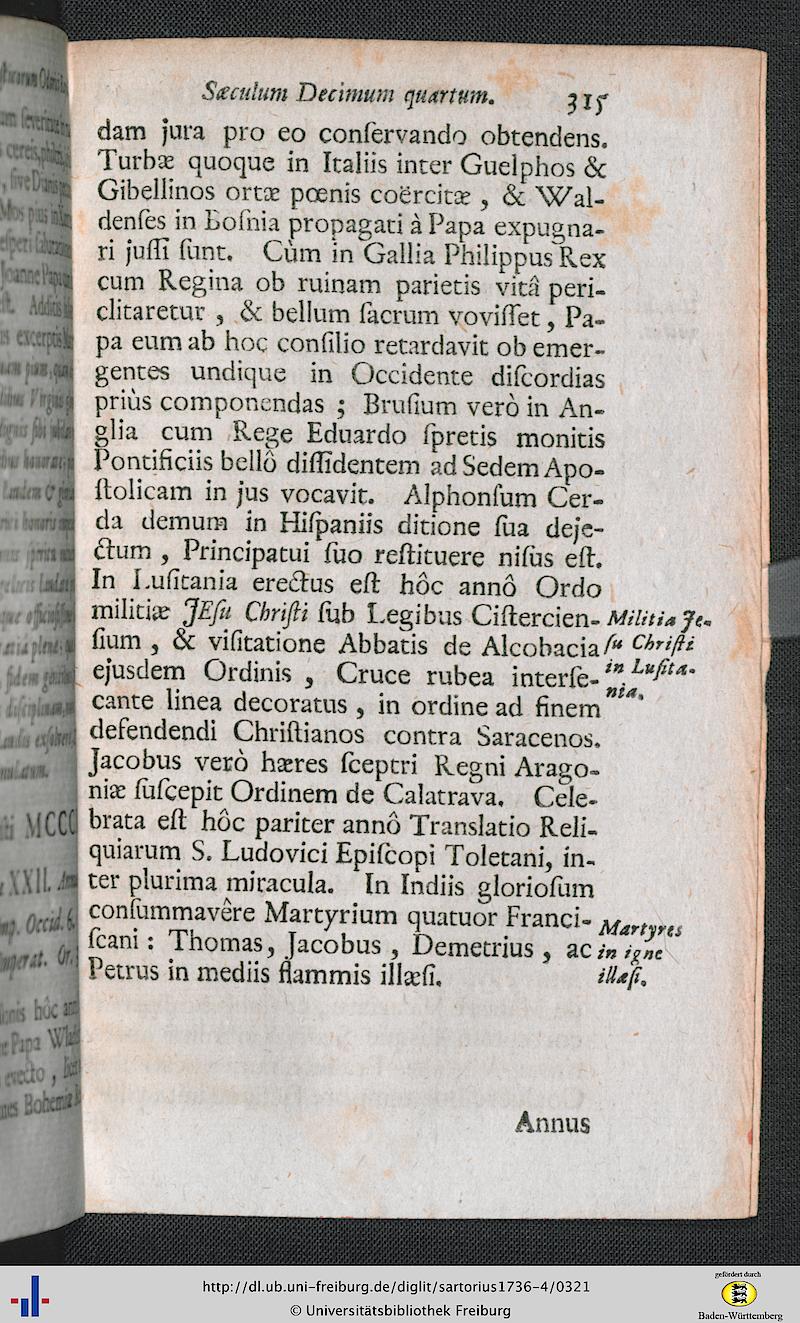 Sæculum Decimum quartum. 315
dam jura pro eo conſervando obtendens.
Turbæ quoque in Italiis inter Guelphos &
Gibellinos ortæ pœnis coërcitæ , & Wal-
denſes in Boſnia propagati à Papa expugna-
ri juſſi ſunt. Cùm in Gallia Philippus Rex
cum Regina ob ruinam parietis vitâ peri-
clitaretur , & bellum ſacrum voviſſet , Pa-
pa eum ab hoc conſilio retardavit ob emer-
gentes undique in Occidente diſcordias
priùs componendas ; Bruſium verò in An-
glia cum Rege Eduardo ſpretis monitis
Pontificiis bellô diſſidentem ad Sedem Apo-
ſtolicam in jus vocavit. Alphonſum Cer-
da demum in Hiſpaniis ditione ſua deje-
ctum , Principatui ſuo reſtituere niſus eſt.
In Luſitania erectus eſt hôc annô Ordo
militiæ JEſu Chriſti ſub Legibus Ciſtercien-
ſium , & viſitatione Abbatis de Alcobacia
ejusdem Ordinis , Cruce rubea interſe-
cante linea decoratus , in ordine ad finem
defendendi Chriſtianos contra Saracenos.
Jacobus verò hæres ſceptri Regni Arago-
niæ ſuſcepit Ordinem de Calatrava. Cele-
brata eſt hôc pariter annô Translatio Reli-
quiarum S. Ludovici Epiſcopi Toletani, in-
ter plurima miracula. In Indiis glorioſum
conſummavêre Martyrium quatuor Franci-
ſcani : Thomas, Jacobus , Demetrius , ac
Petrus in mediis flammis illæſi.
Militia Je-
ſu Chriſti
in Luſita-
nia.
Martyres
in igne
illæſi.
Annus
http://dl.ub.uni-freiburg.de/diglit/sartorius1736-4/0321
© Universitätsbibliothek Freiburg
gefördert durch
Baden-Württemberg